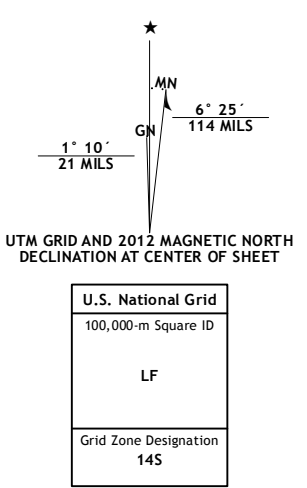 ★
MN
GN
6° 25´
114 MILS
1° 10´
21 MILS
UTM GRID AND 2012 MAGNETIC NORTH
DECLINATION AT CENTER OF SHEET
U.S. National Grid
100,000-m Square ID
LF
Grid Zone Designation
14S